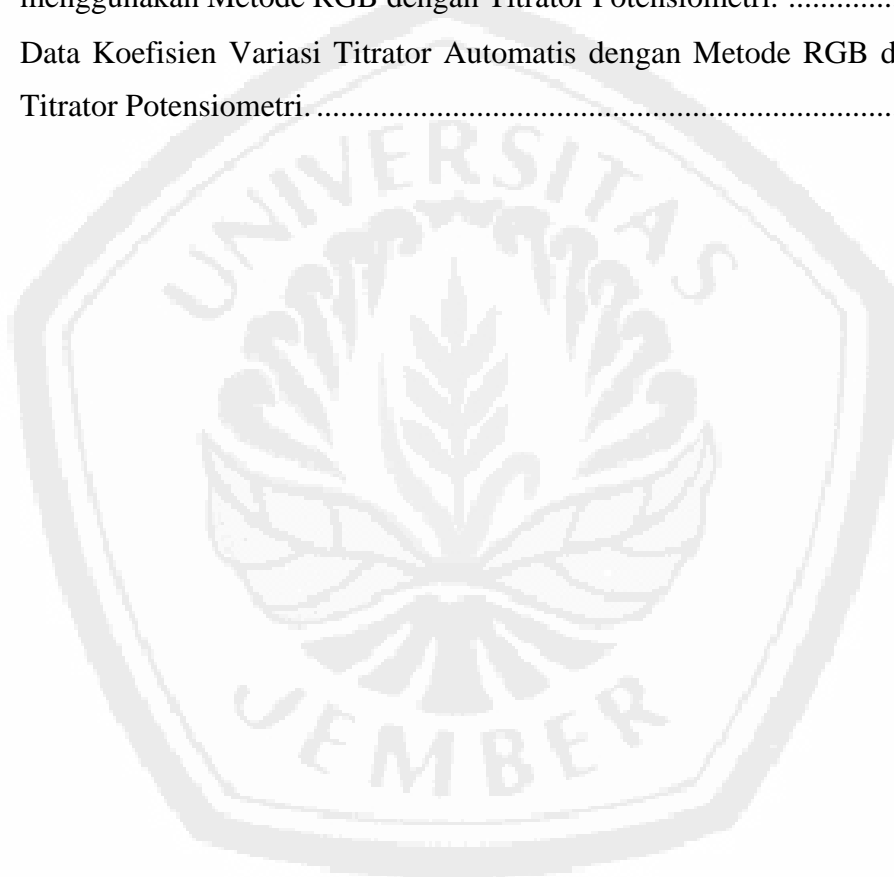 menggunakan Metode RGB dengan Titrator Potensiometri. .............
Data Koefisien Variasi Titrator Automatis dengan Metode RGB d
Titrator Potensiometri. ........................................................................
UNIVERSITAS
JEMBER